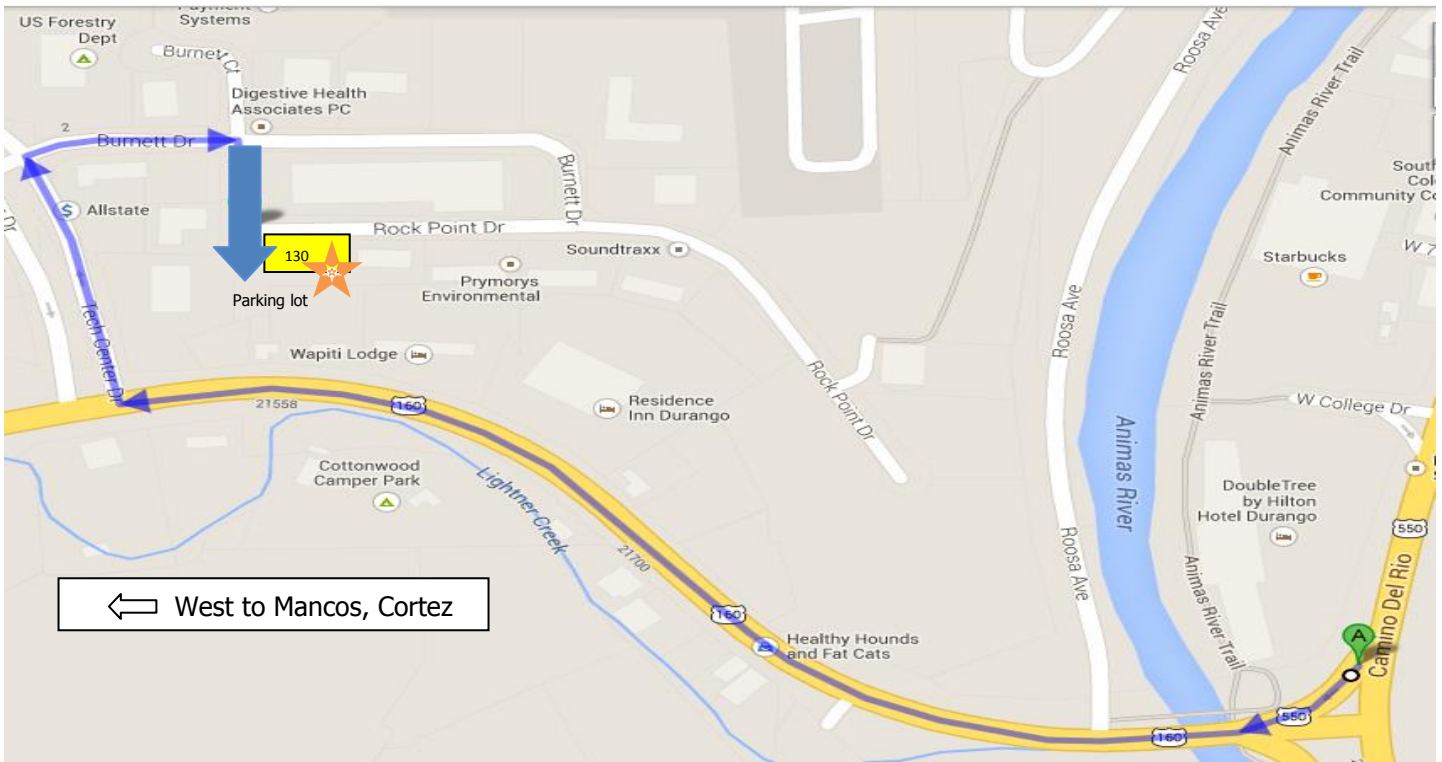 US Forestry
Dept
Payment
Systems
Burnett Ct
Digestive Health
Associates PC
2
Burnett Dr
Burnett Dr
Allstate
Rock Point Dr
130
Parking lot
Soundtraxx
Prymorys
Environmental
Tech Center Dr
Wapiti Lodge
21558
160
Residence
Inn Durango
Rock Point Dr
Cottonwood
Camper Park
Lightner Creek
21700
West to Mancos, Cortez
160
Healthy Hounds
and Fat Cats
Roosa Ave
Roosa Ave
Roosa Ave
Animas River
Animas River Trail
Animas River Trail
Animas River Trail
South
Col
Community Co
W 7
Starbucks
W College Dr
DoubleTree
by Hilton
Hotel Durango
550
Camino Del Rio
A
550
160